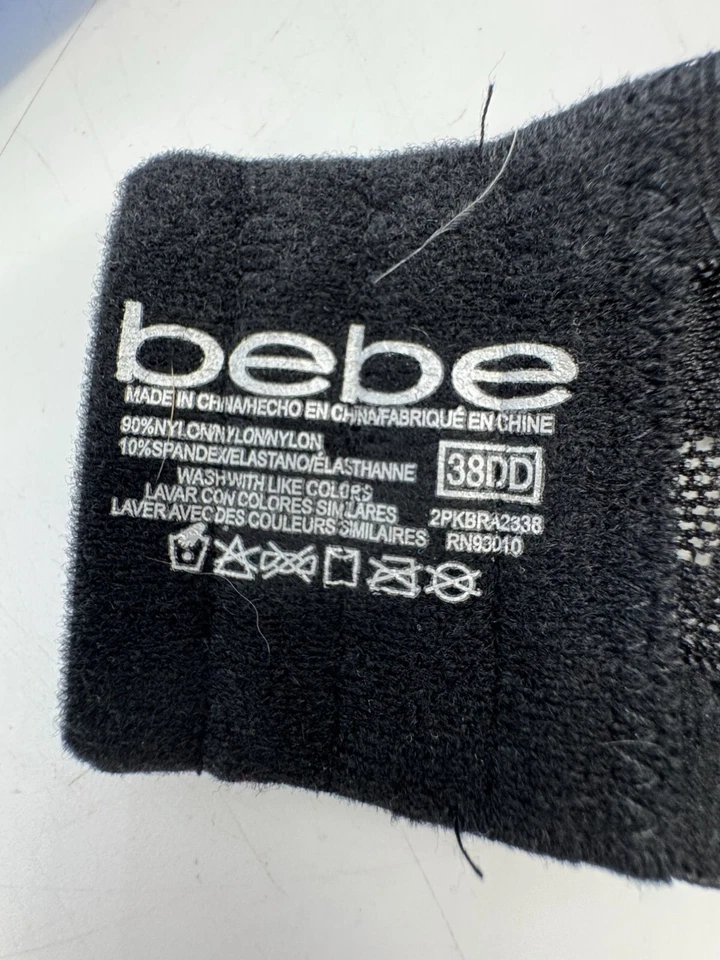 bebe
MADE IN CHINA/HECHO EN CHINA/FABRIQUÉ EN CHINE
90%NYLON/NYLON/NYLON
10%SPANDEX/ELASTANO/ÉLASTHANNE
38DD
WASH WITH LIKE COLORS
LAVAR CON COLORES SIMILARES
LAVER AVEC DES COULEURS SIMILAIRES
2PKBRA2338
RN93010